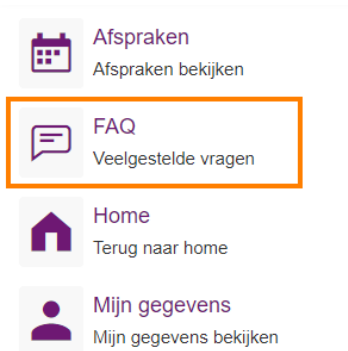 Afspraken
Afspraken bekijken
FAQ
Veelgestelde vragen
Home
Terug naar home
Mijn gegevens
Mijn gegevens bekijken